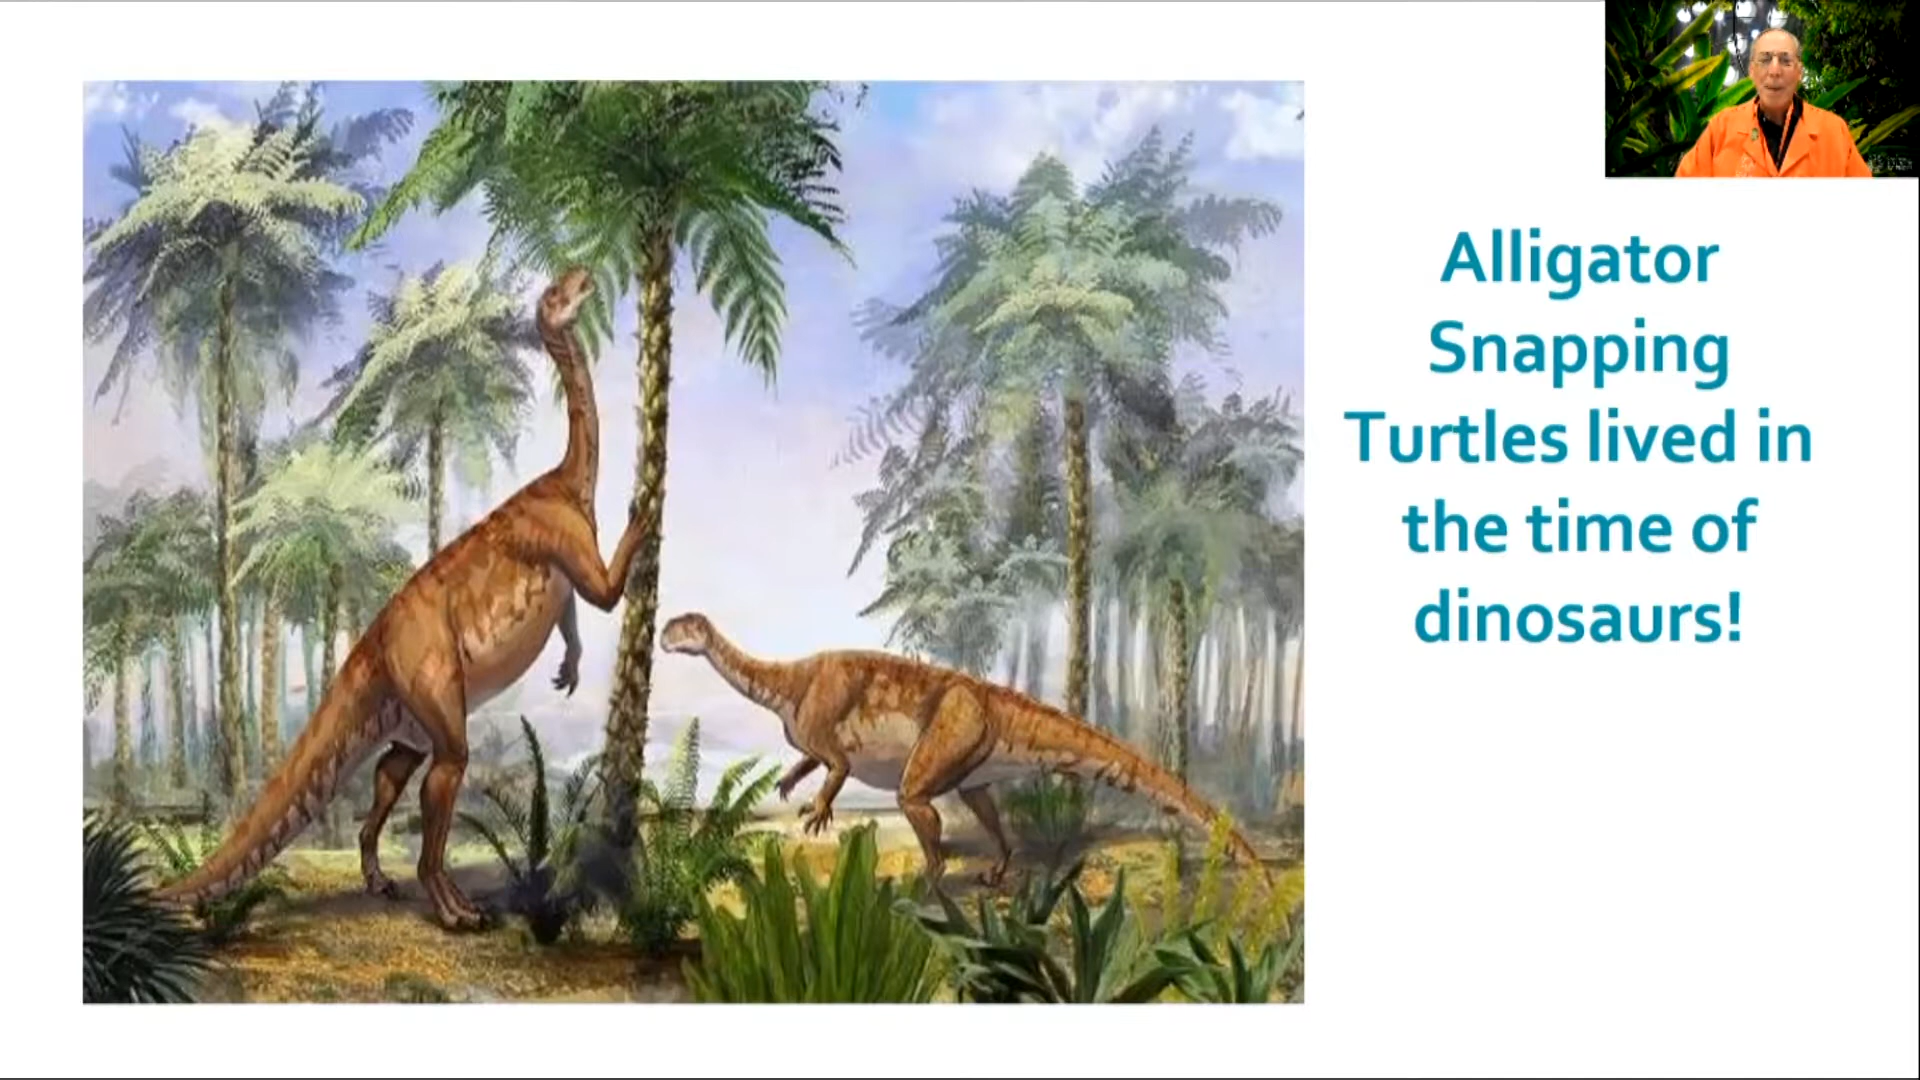 Alligator
Snapping
Turtles lived in
the time of
dinosaurs!